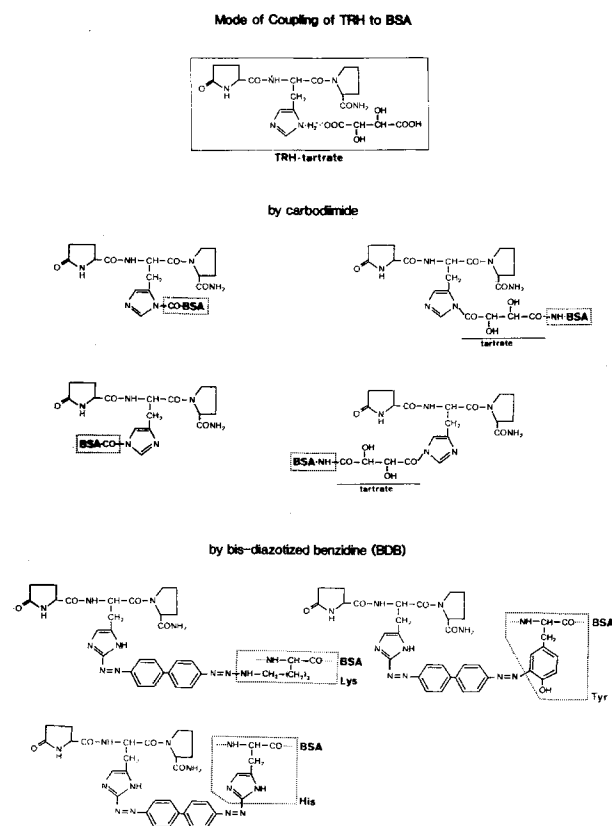 Mode of Coupling of TRH to BSA
O N H CO-NH-CH-CO-N
CH₂ CONH₂
OH
N N-H₂ OOC-CH-CH-COOH
OH
TRH-tartrate
by carbodiimide
O N H CO-NH-CH-CO-N
CH₂ CONH₂
N N-CO-BSA
O N H CO-NH-CH-CO-N
CH₂ CONH₂
OH
N N CO-CH-CH-CO-NH-BSA
OH
tartrate
O N H CO-NH-CH-CO-N
CH₂ CONH₂
BSA-CO-N N
O N H CO-NH-CH-CO-N
CH₂ CONH₂
OH
BSA-NH-CO-CH-CH-CO N N
OH
tartrate
by bis-diazotized benzidine (BDB)
O N H CO-NH-CH-CO-N
CH₂ CONH₂
N NH
-NH-CH-CO- BSA
N=N N=N-NH-CH₂-CH₂)₃ Lys
O N H CO-NH-CH-CO-N
CH₂ CONH₂
N NH
-NH-CH-CO- BSA
CH₂
N=N N=N OH
Tyr
O N H CO-NH-CH-CO-N
CH₂ CONH₂
N NH
-NH-CH-CO- BSA
CH₂
N NH
N=N N=N His